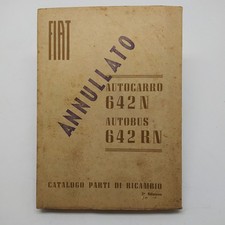 FIAT
ANNULLATO
AUTOCARRO
642 N
AUTOBUS
642 RN
CATALOGO PARTI DI RICAMBIO